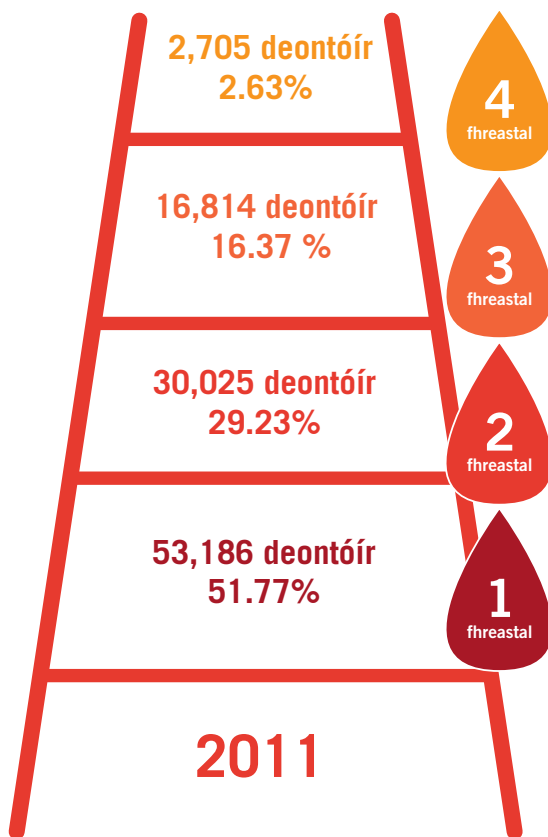 2,705 deontóir
2.63%
4
fhreastal
16,814 deontóir
16.37 %
3
fhreastal
30,025 deontóir
29.23%
2
fhreastal
53,186 deontóir
51.77%
1
fhreastal
2011